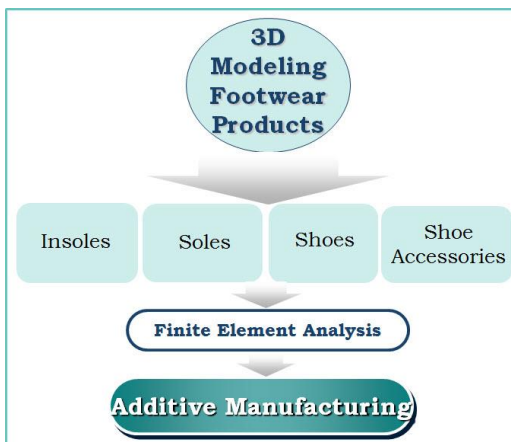 3D
Modeling
Footwear
Products
Insoles
Soles
Shoes
Shoe
Accessories
Finite Element Analysis
Additive Manufacturing